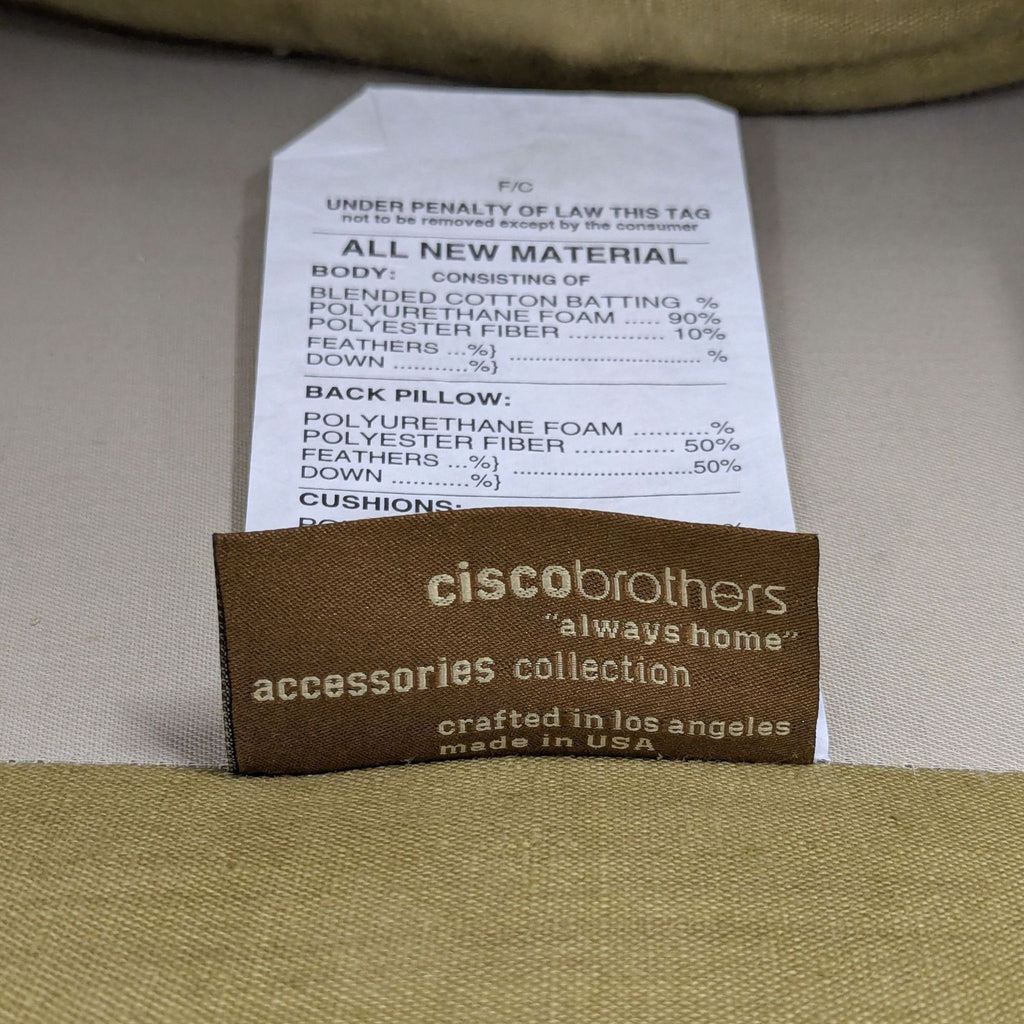 F/C
UNDER PENALTY OF LAW THIS TAG
not to be removed except by the consumer
ALL NEW MATERIAL
BODY: CONSISTING OF
BLENDED COTTON BATTING %
POLYURETHANE FOAM ..... 90%
POLYESTER FIBER ............. 10%
FEATHERS ...%}
DOWN ...........%} ............................. %
BACK PILLOW:
POLYURETHANE FOAM ..........%
POLYESTER FIBER .............. 50%
FEATHERS ...%}
DOWN ...........%} .........................50%
CUSHIONS:
ciscobrothers
"always home"
accessories collection
crafted in los angeles
made in USA